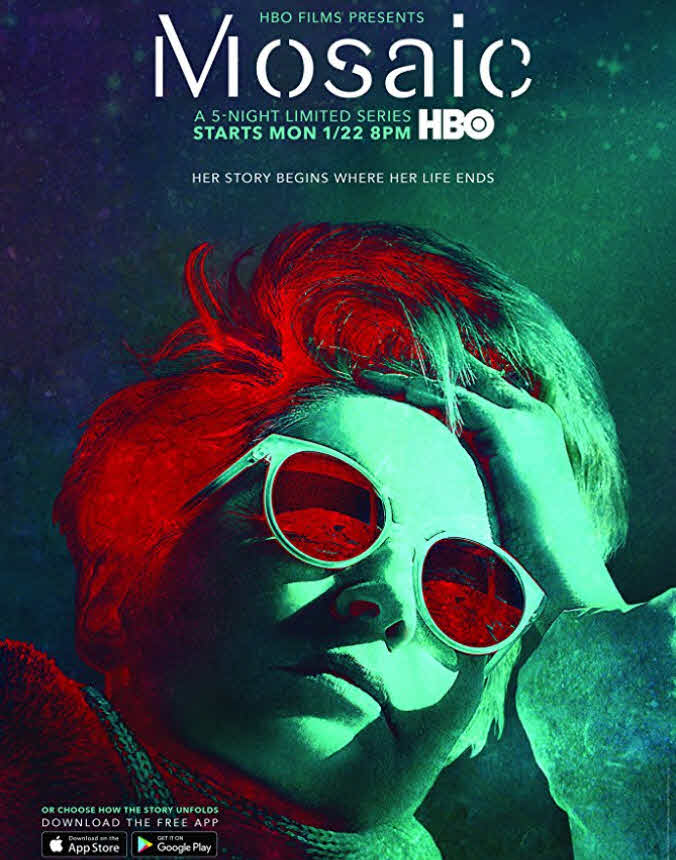 HBO FILMS PRESENTS
Mosaic
A 5-NIGHT LIMITED SERIES
STARTS MON 1/22 8PM HBO
HER STORY BEGINS WHERE HER LIFE ENDS
OR CHOOSE HOW THE STORY UNFOLDS
DOWNLOAD THE FREE APP
Download on the
App Store
GET IT ON
Google Play